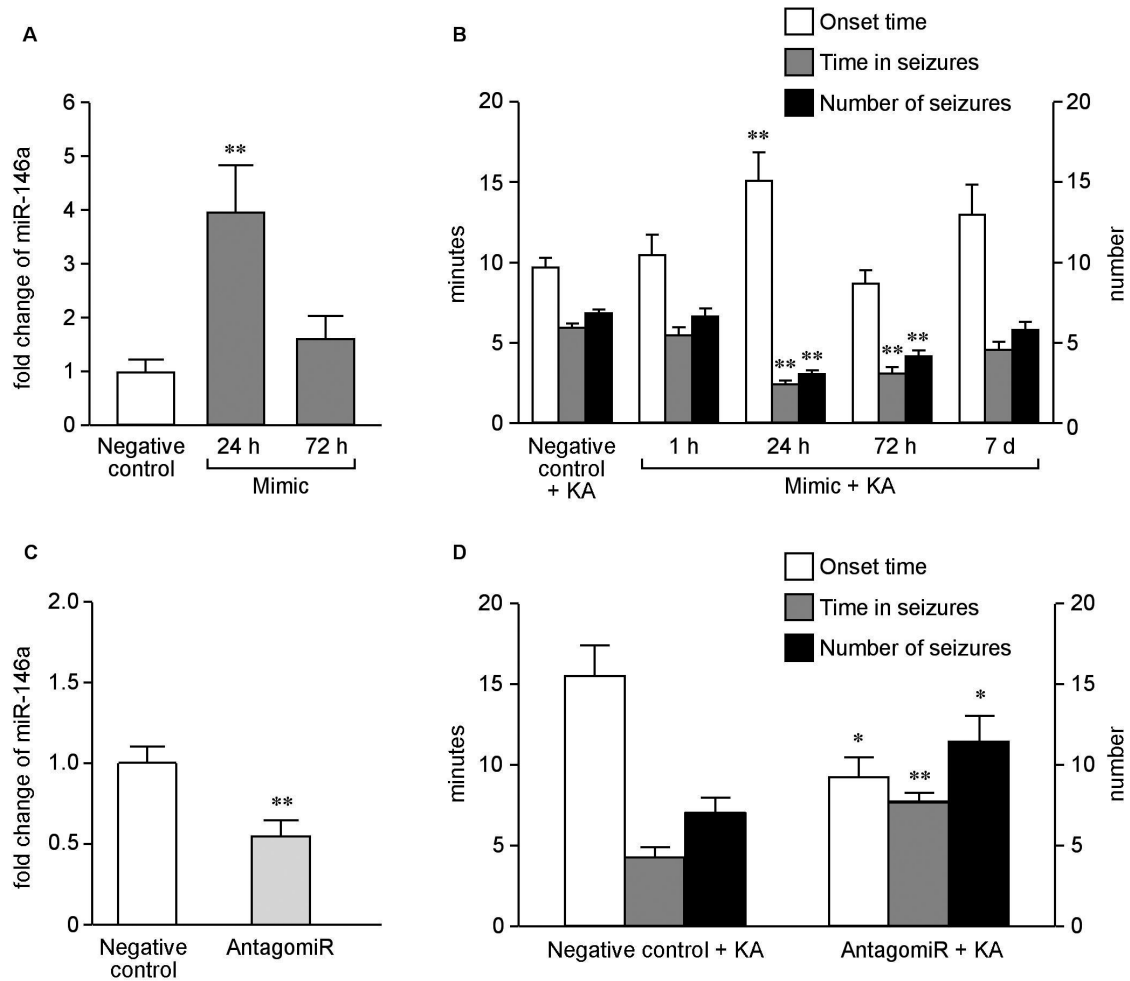 A
fold change of miR-146a
6
5
4
3
2
1
0
**
Negative
control
24 h
72 h
Mimic
B
Onset time
Time in seizures
Number of seizures
minutes
20
15
10
5
0
**
** **
** **
20
15
10
5
0
number
Negative
control
+ KA
1 h
24 h
72 h
7 d
Mimic + KA
C
fold change of miR-146a
2.0
1.5
1.0
0.5
0
**
Negative
control
AntagomiR
D
Onset time
Time in seizures
Number of seizures
minutes
20
15
10
5
0
*
**
*
20
15
10
5
0
number
Negative control + KA
AntagomiR + KA